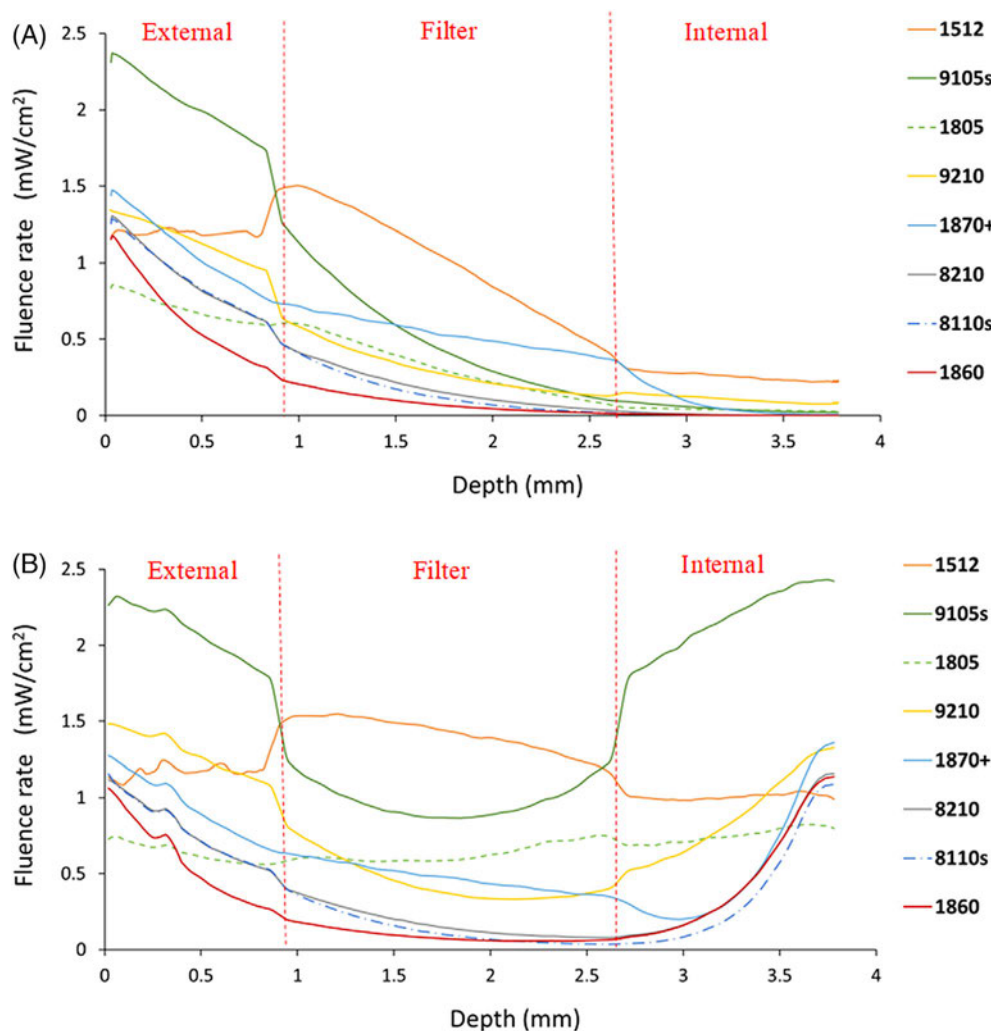 (A)
External Filter Internal
Fluence rate (mW/cm²)
2.5
2
1.5
1
0.5
0
0 0.5 1 1.5 2 2.5 3 3.5 4
Depth (mm)
1512
9105s
1805
9210
1870+
8210
8110s
1860
(B)
External Filter Internal
Fluence rate (mW/cm²)
2.5
2
1.5
1
0.5
0
0 0.5 1 1.5 2 2.5 3 3.5 4
Depth (mm)
1512
9105s
1805
9210
1870+
8210
8110s
1860